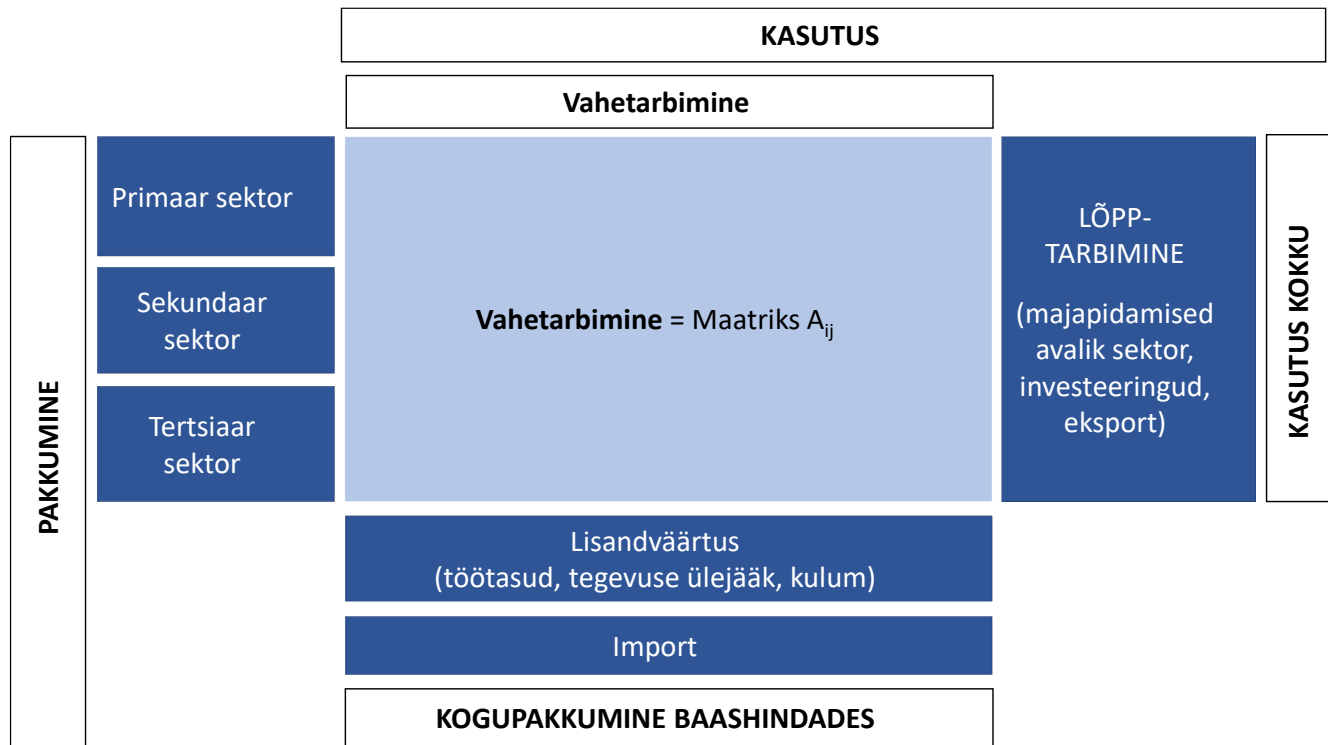 KASUTUS
Vahetarbimine
PAKKUMINE
Primaar sektor
Sekundaar
sektor
Tertsiaar
sektor
Vahetarbimine = Maatriks Aij
LÕPP-
TARBIMINE
(majapidamised
avalik sektor,
investeeringud,
eksport)
KASUTUS KOKKU
Lisandväärtus
(töötasud, tegevuse ülejääk, kulum)
Import
KOGUPAKKUMINE BAASHINDADES